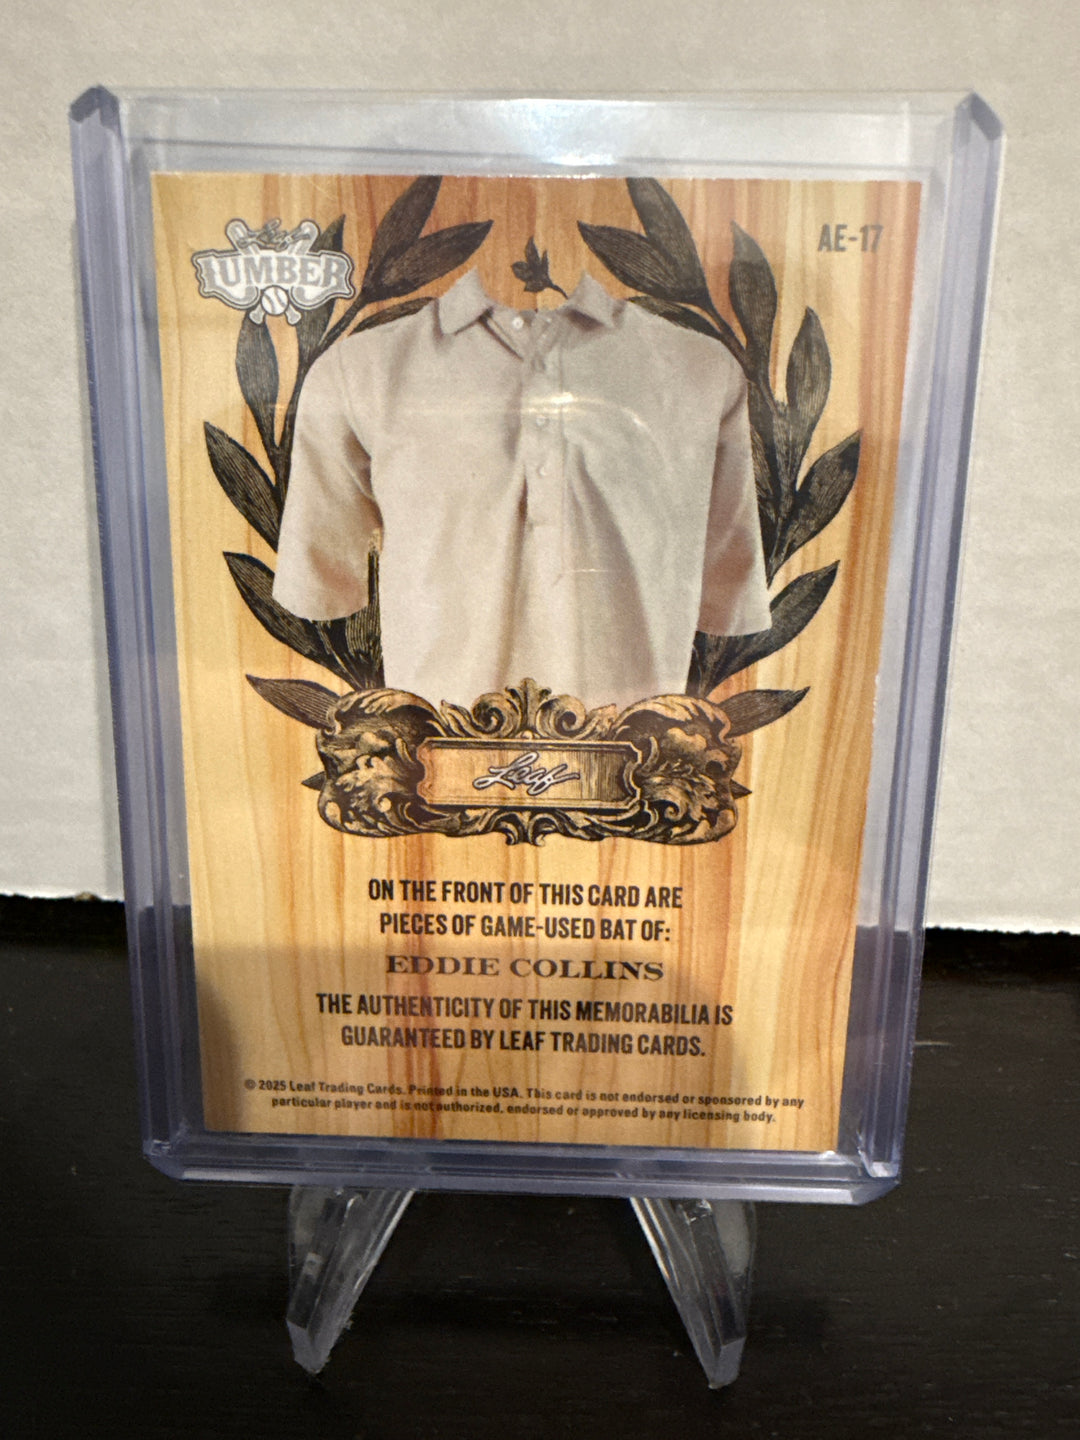 Leaf
LUMBER
AE-17
Leaf
ON THE FRONT OF THIS CARD ARE
PIECES OF GAME-USED BAT OF:
EDDIE COLLINS
THE AUTHENTICITY OF THIS MEMORABILIA IS
GUARANTEED BY LEAF TRADING CARDS.
© 2025 Leaf Trading Cards. Printed in the USA. This card is not endorsed or sponsored by any
particular player and is not authorized, endorsed or approved by any licensing body.